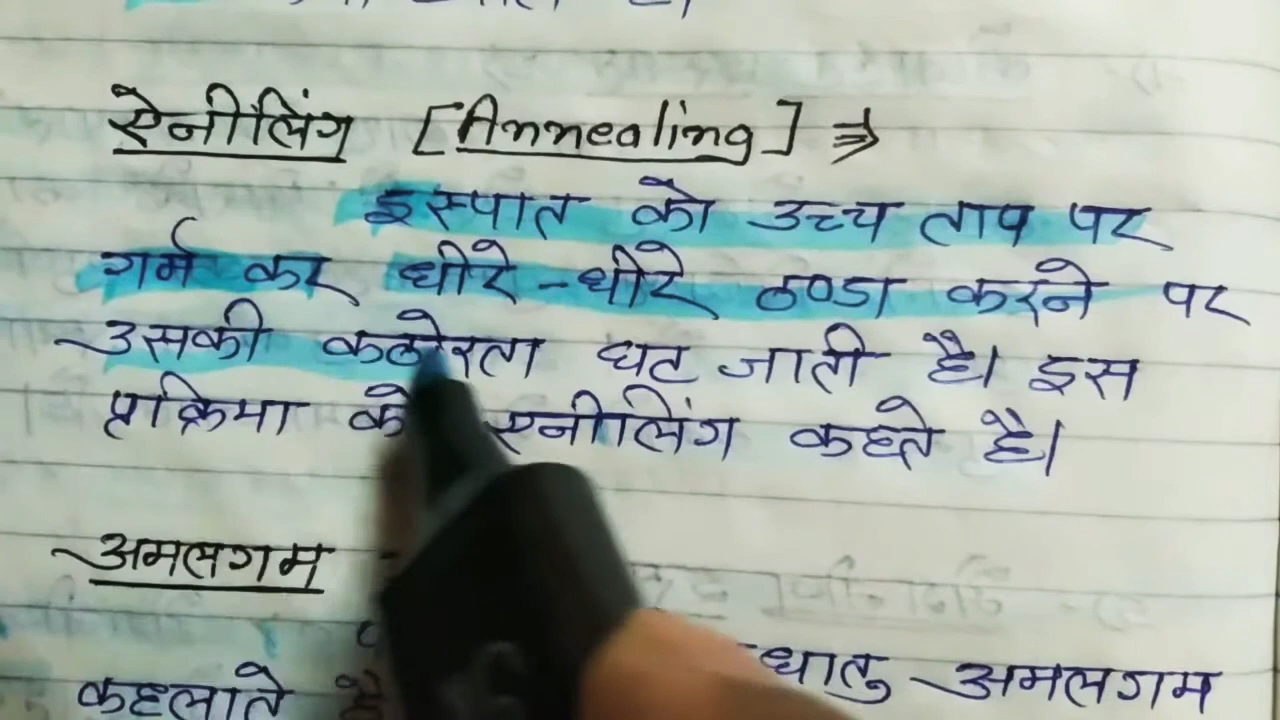 ऐनीलिंग [Annealing] ⇒
इस्पात को उच्च ताप पर
गर्म कर धीरे-धीरे ठण्डा करने पर
उसकी कठोरता घट जाती है। इस
प्रक्रिया को एनीलिंग कहते है।
अमलगम
धातु अमलगम
कहलाते है